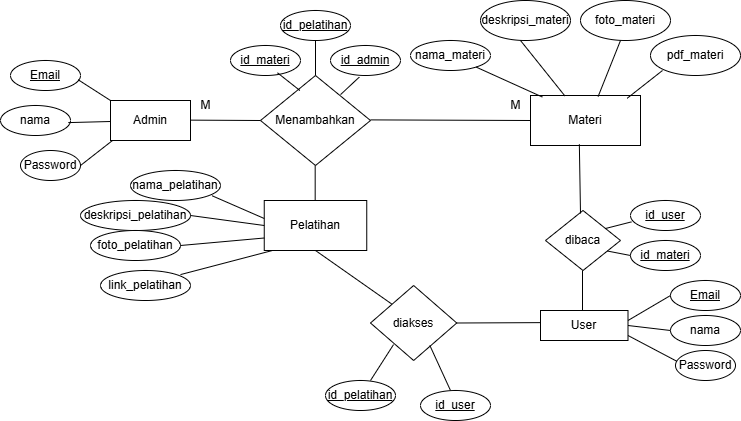 id_pelatihan
deskripsi_materi
foto_materi
nama_materi
pdf_materi
id_materi
id_admin
Email
M
M
nama
Admin
Menambahkan
Materi
Password
nama_pelatihan
deskripsi_pelatihan
Pelatihan
id_user
foto_pelatihan
dibaca
id_materi
link_pelatihan
Email
diakses
User
nama
Password
id_pelatihan
id_user